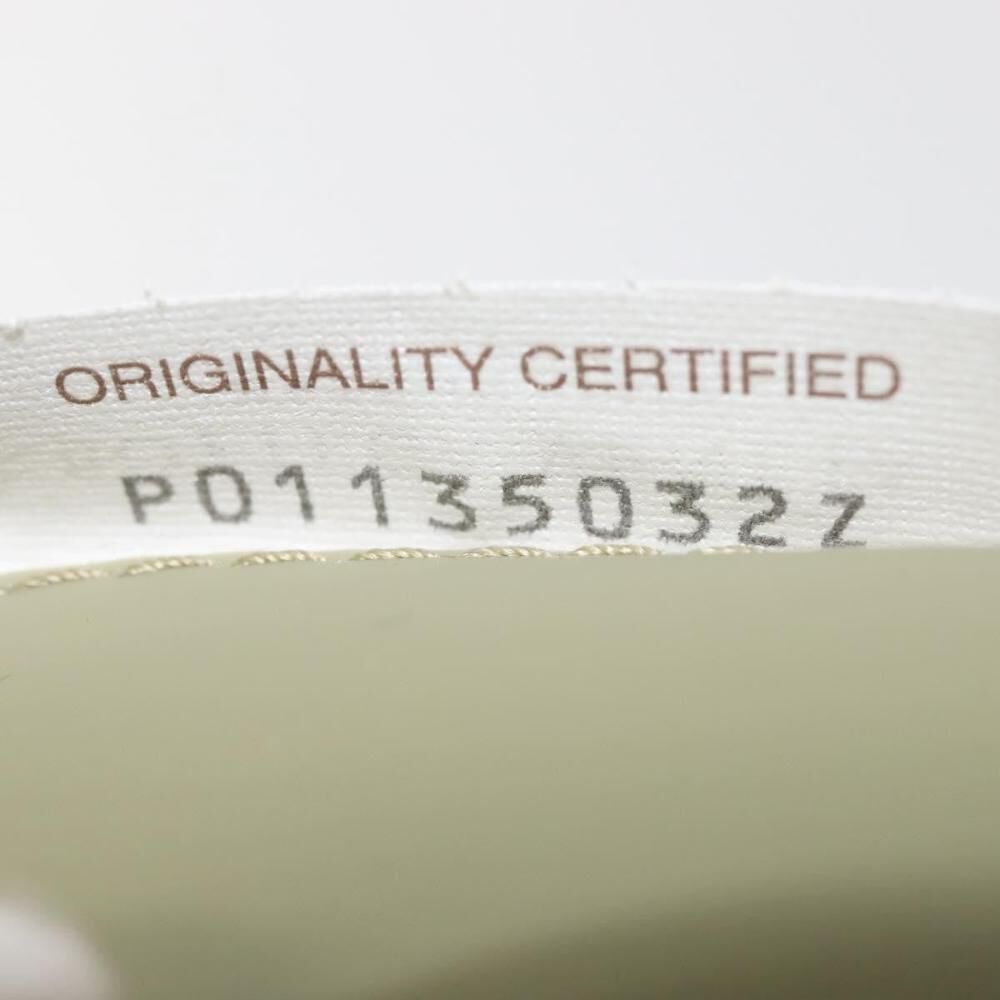 ORIGINALITY CERTIFIED
P01135032Z